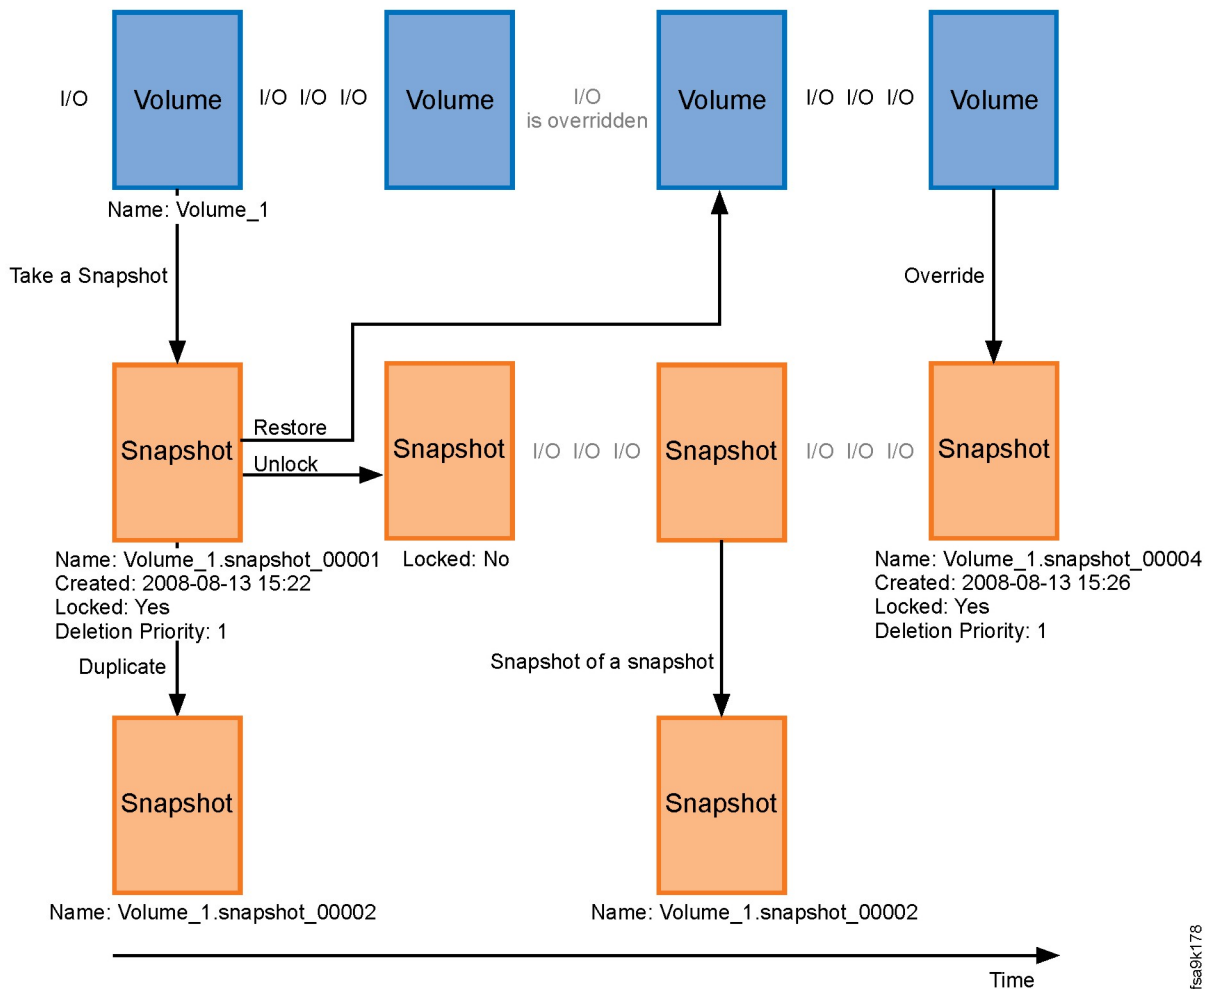 I/O
Volume
I/O I/O I/O
Volume
I/O
is overridden
Volume
I/O I/O I/O
Volume
Name: Volume_1
Take a Snapshot
Override
Snapshot
Restore
Unlock
Snapshot
I/O I/O I/O
Snapshot
I/O I/O I/O
Snapshot
Name: Volume_1.snapshot_00001
Created: 2008-08-13 15:22
Locked: Yes
Deletion Priority: 1
Locked: No
Name: Volume_1.snapshot_00004
Created: 2008-08-13 15:26
Locked: Yes
Deletion Priority: 1
Duplicate
Snapshot of a snapshot
Snapshot
Snapshot
Name: Volume_1.snapshot_00002
Name: Volume_1.snapshot_00002
Time
fsa9k178